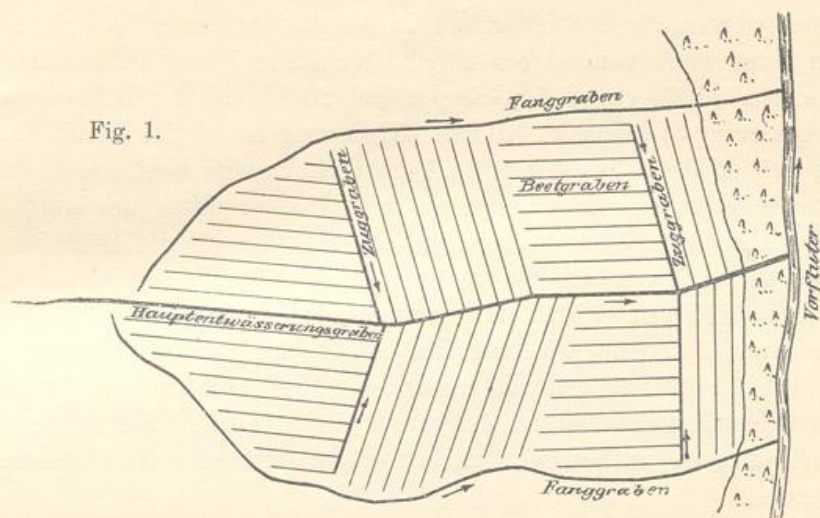 Fanggraben
Fig. 1.
Zuggraben
Beetgraben
Zuggraben
Vorfluter
Hauptentwässerungsgraben
Fanggraben